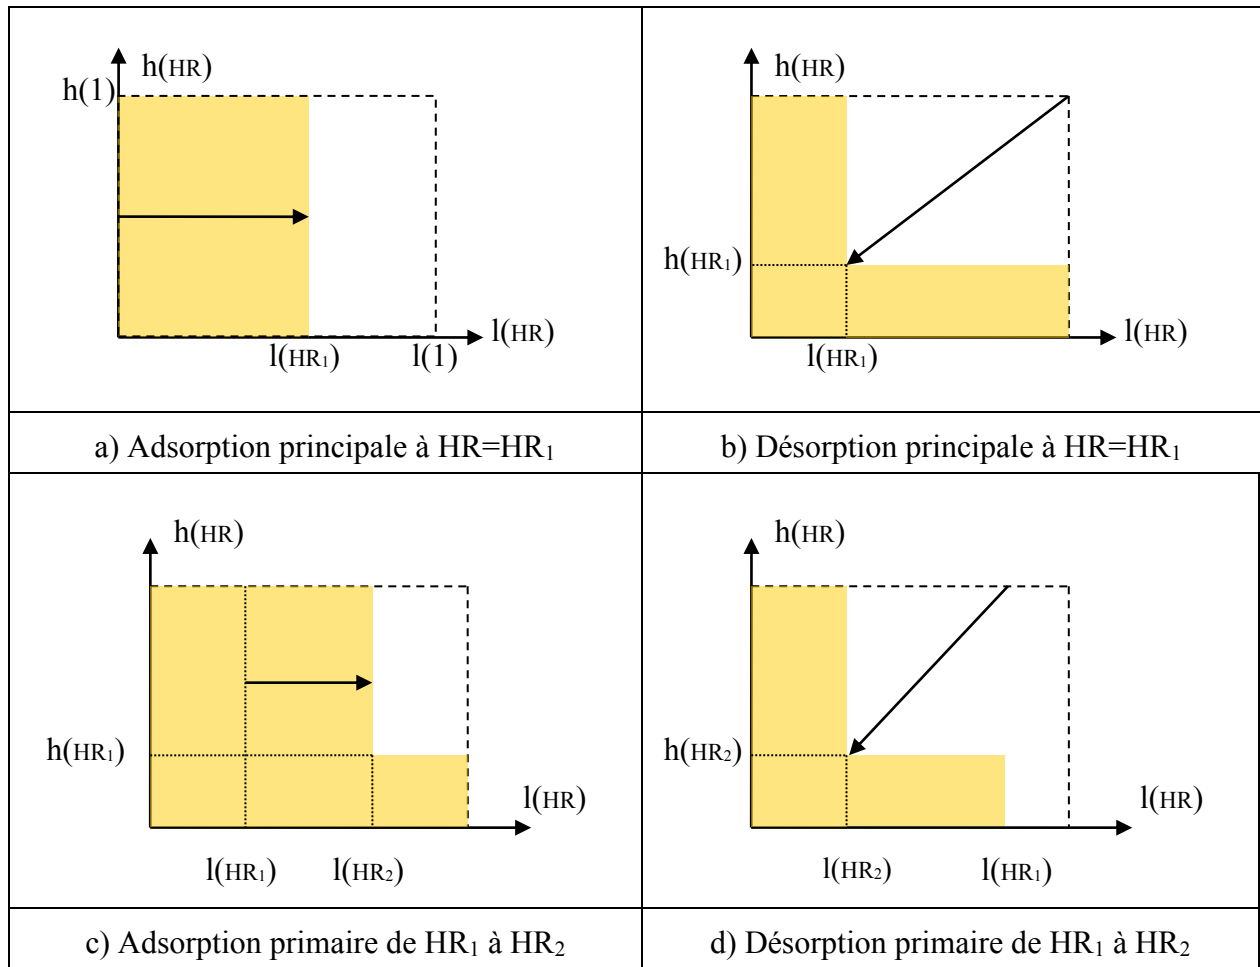 h(HR)
h(1)
l(HR)
l(HR₁)
l(1)
h(HR)
h(HR₁)
l(HR)
l(HR₁)
a) Adsorption principale à HR=HR₁
b) Désorption principale à HR=HR₁
h(HR)
h(HR₁)
l(HR)
l(HR₁)
l(HR₂)
h(HR)
h(HR₂)
l(HR)
l(HR₂)
l(HR₁)
c) Adsorption primaire de HR₁ à HR₂
d) Désorption primaire de HR₁ à HR₂